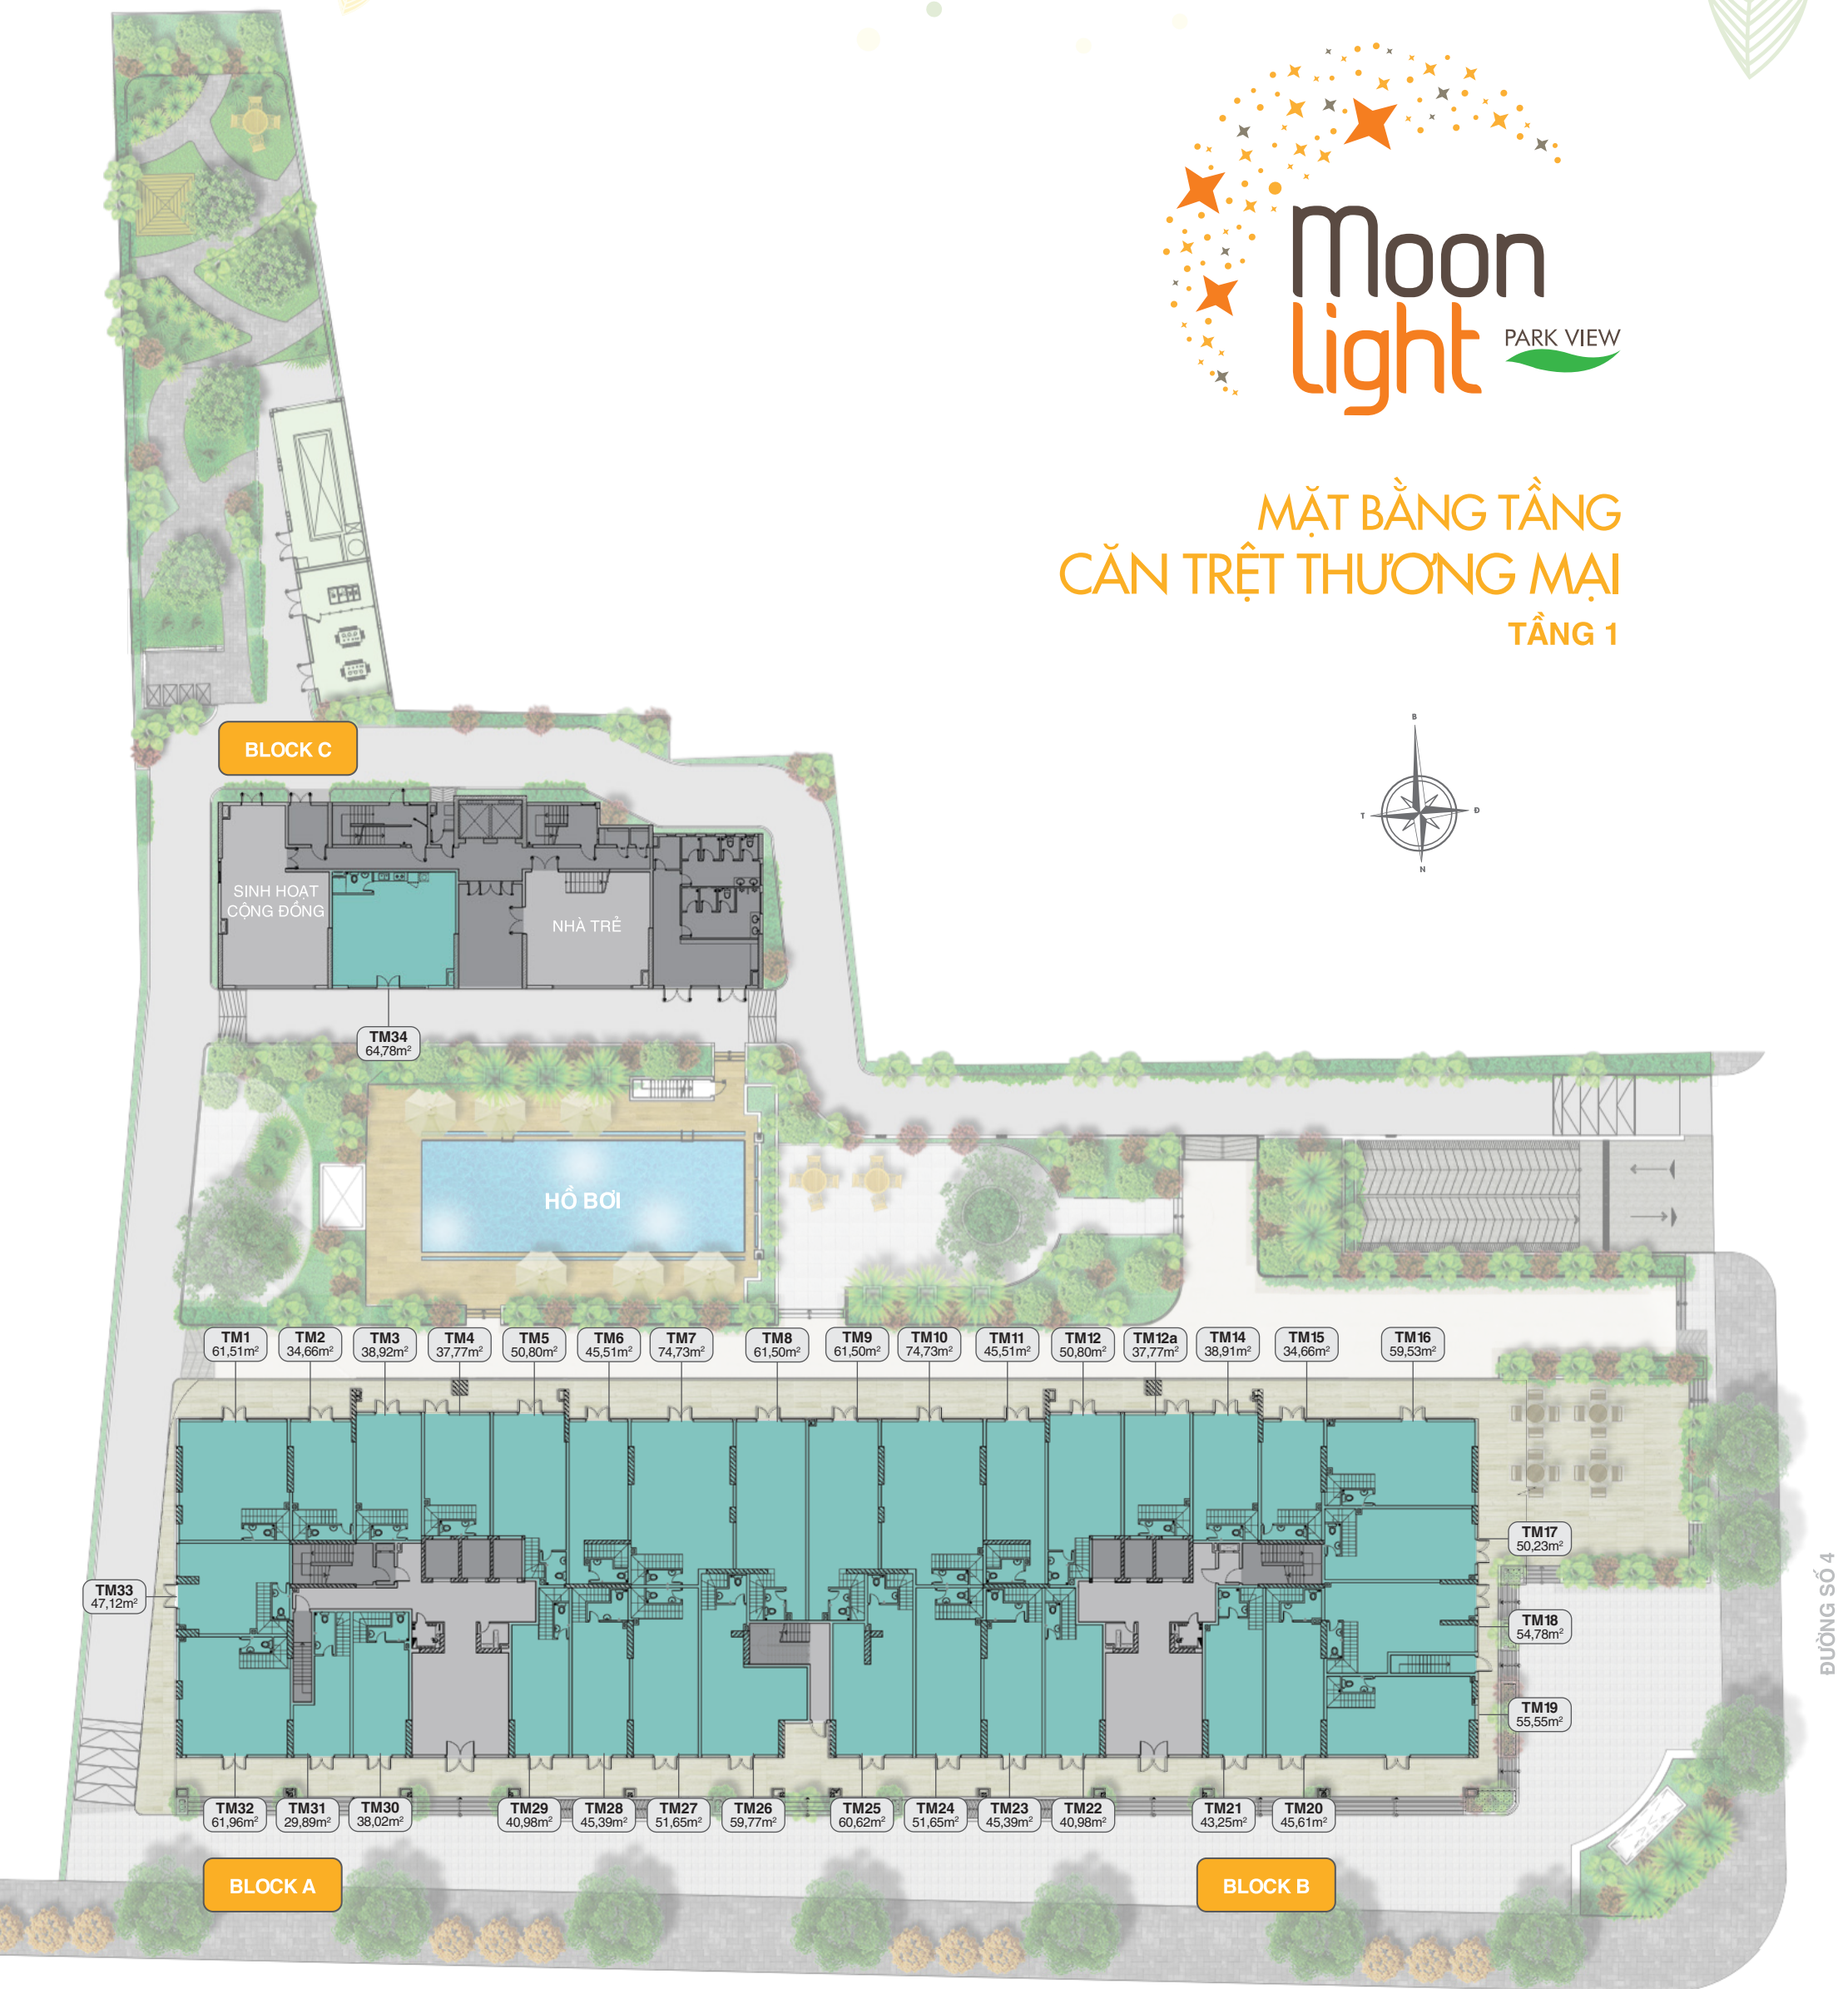 Moon
light
PARK VIEW
MẶT BẰNG TẦNG
CĂN TRỆT THƯƠNG MẠI
TẦNG 1
B
T
Đ
N
BLOCK C
SINH HOẠT
CỘNG ĐỒNG
NHÀ TRẺ
TM34
64,78m²
HỒ BƠI
TM1
61,51m²
TM2
34,66m²
TM3
38,92m²
TM4
37,77m²
TM5
50,80m²
TM6
45,51m²
TM7
74,73m²
TM8
61,50m²
TM9
61,50m²
TM10
74,73m²
TM11
45,51m²
TM12
50,80m²
TM12a
37,77m²
TM14
38,91m²
TM15
34,66m²
TM16
59,53m²
TM17
50,23m²
TM33
47,12m²
TM18
54,78m²
TM19
55,55m²
ĐƯỜNG SỐ 4
TM32
61,96m²
TM31
29,89m²
TM30
38,02m²
TM29
40,98m²
TM28
45,39m²
TM27
51,65m²
TM26
59,77m²
TM25
60,62m²
TM24
51,65m²
TM23
45,39m²
TM22
40,98m²
TM21
43,25m²
TM20
45,61m²
BLOCK A
BLOCK B